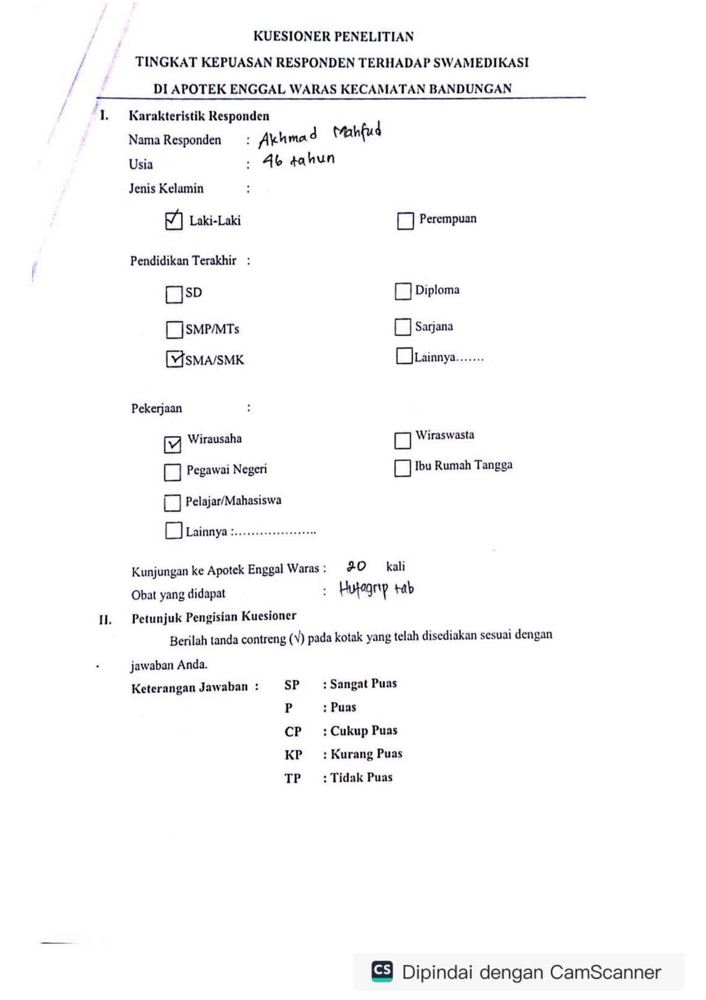 KUESIONER PENELITIAN
TINGKAT KEPUASAN RESPONDEN TERHADAP SWAMEDIKASI
DI APOTEK ENGGAL WARAS KECAMATAN BANDUNGAN
I. Karakteristik Responden
Nama Responden : Akhmad Mahfud
Usia : 46 tahun
Jenis Kelamin :
☑ Laki-Laki ☐ Perempuan
Pendidikan Terakhir :
☐ SD ☐ Diploma
☐ SMP/MTs ☐ Sarjana
☑ SMA/SMK ☐ Lainnya.......
Pekerjaan :
☑ Wirausaha ☐ Wiraswasta
☐ Pegawai Negeri ☐ Ibu Rumah Tangga
☐ Pelajar/Mahasiswa
☐ Lainnya :....................
Kunjungan ke Apotek Enggal Waras : 20 kali
Obat yang didapat : Hufagrip tab
II. Petunjuk Pengisian Kuesioner
Berilah tanda contreng (√) pada kotak yang telah disediakan sesuai dengan
jawaban Anda.
Keterangan Jawaban : SP : Sangat Puas
P : Puas
CP : Cukup Puas
KP : Kurang Puas
TP : Tidak Puas
CS Dipindai dengan CamScanner